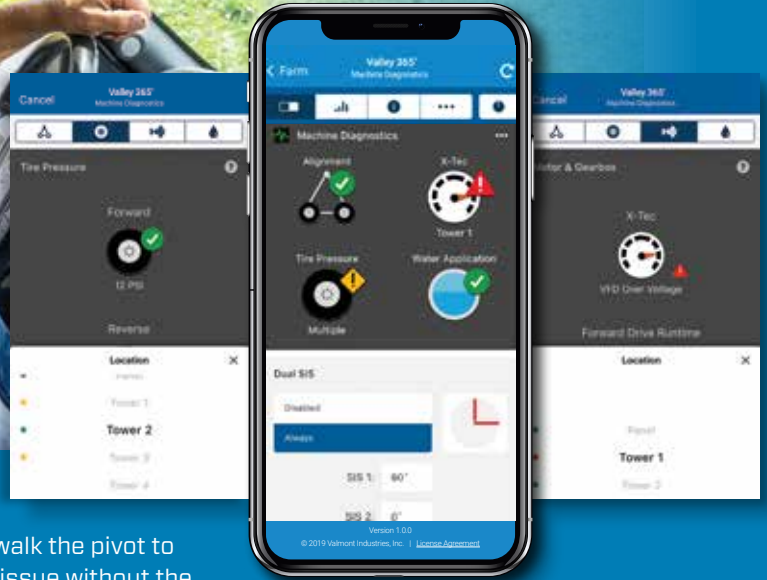 Cancel
Valley 365®
Machine Diagnostics
Tire Pressure
Forward
12 PSI
Reverse
Location
×
Panel
Tower 1
Tower 2
Tower 3
Tower 4
Farm
Valley 365®
Machine Diagnostics
Machine Diagnostics
Alignment
X-Tec
Tower 1
Tire Pressure
Water Application
Multiple
Dual SIS
Disabled
Always
SIS 1: 60°
SIS 2: 0°
Version 1.0.0
© 2019 Valmont Industries, Inc. | License Agreement
Cancel
Valley 365®
Machine Diagnostics
Motor & Gearbox
X-Tec
VFD Over Voltage
Forward Drive Runtime
Location
×
Panel
Tower 1
Tower 2
walk the pivot to
issue without the